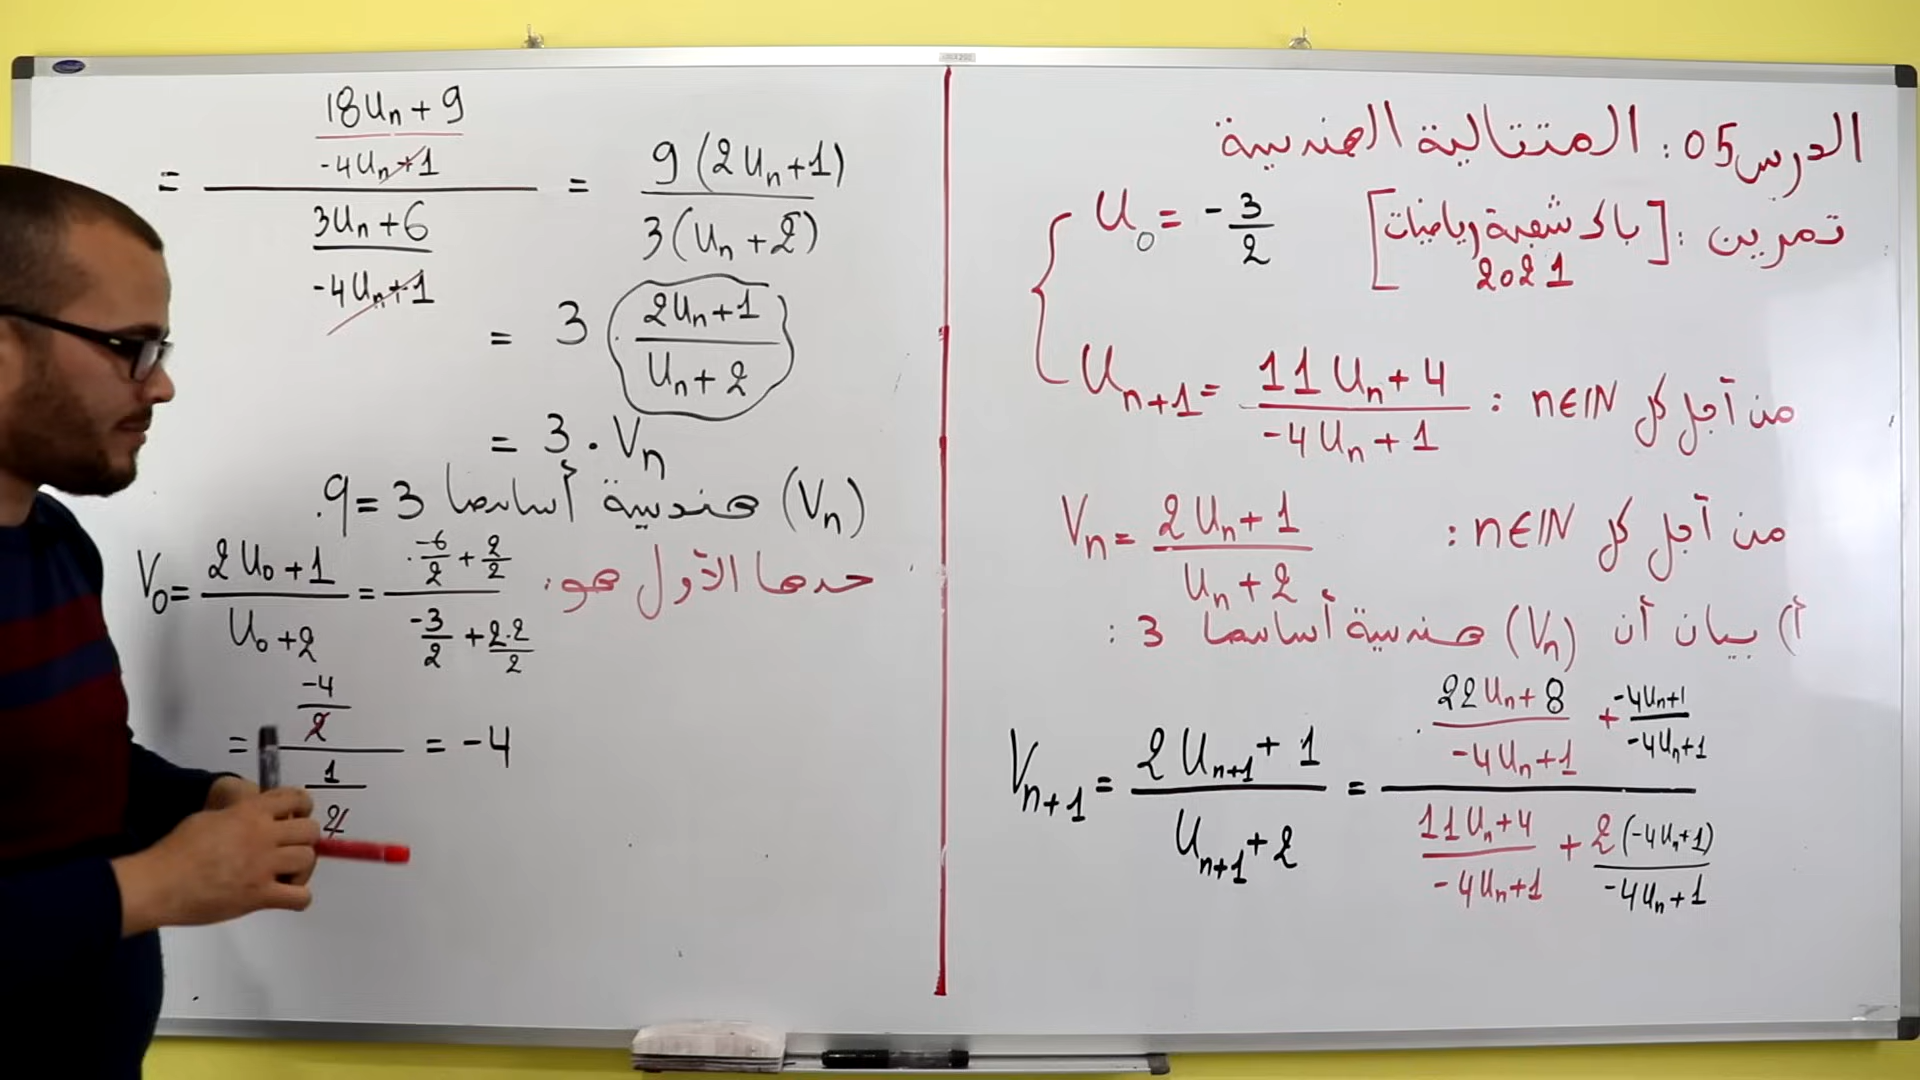 الدرس 05: المتتالية الهندسية
تمرين: [باك شعبة رياضيات 2021]
U₀ = -3/2
Uₙ₊₁ = (11Uₙ + 4)/(-4Uₙ + 1) : n∈IN من آجل كل
Vₙ = (2Uₙ + 1)/(Uₙ + 2) : n∈IN من آجل كل
أ) بيان أن (Vₙ) هندسية أساسها 3 :
Vₙ₊₁ = (2Uₙ₊₁ + 1)/(Uₙ₊₁ + 2) = ((22Uₙ + 8)/(-4Uₙ + 1) + (-4Uₙ+1)/(-4Uₙ+1))/((11Uₙ+4)/(-4Uₙ+1) + 2(-4Uₙ+1)/(-4Uₙ+1))
= ((18Uₙ + 9)/(-4Uₙ+1))/((3Uₙ+6)/(-4Uₙ+1)) = 9(2Uₙ+1)/3(Uₙ+2)
= 3 · (2Uₙ+1)/(Uₙ+2)
= 3 · Vₙ
(Vₙ) هندسية أساسها q = 3.
حدها الآول هو:
V₀ = (2U₀+1)/(U₀+2) = (-6/2 + 2/2)/(-3/2 + 2·2/2)
= (-4/2)/(1/2) = -4